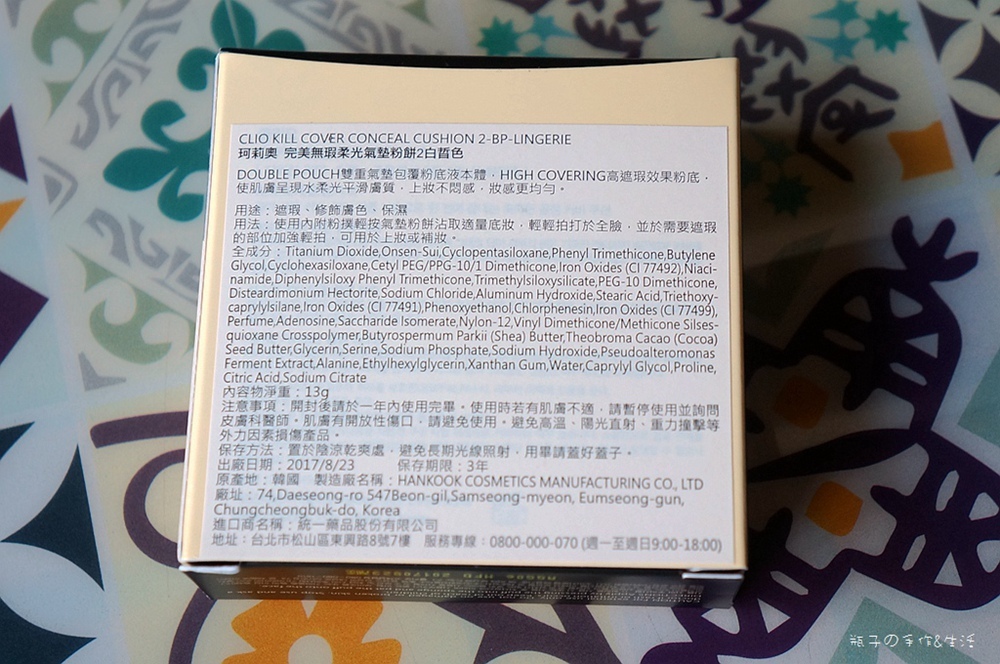 CLIO KILL COVER CONCEAL CUSHION 2-BP-LINGERIE
珂莉奧 完美無瑕柔光氣墊粉餅2白皙色
DOUBLE POUCH雙重氣墊包覆粉底液本體，HIGH COVERING高遮瑕效果粉底，
使肌膚呈現水柔光平滑膚質，上妝不悶感，妝感更均勻。
用途：遮瑕、修飾膚色、保濕
用法：使用內附粉撲輕按氣墊粉餅沾取適量底妝，輕輕拍打於全臉，並於需要遮瑕
的部位加強輕拍，可用於上妝或補妝。
全成分：Titanium Dioxide,Onsen-Sui,Cyclopentasiloxane,Phenyl Trimethicone,Butylene
Glycol,Cyclohexasiloxane,Cetyl PEG/PPG-10/1 Dimethicone,Iron Oxides (CI 77492),Niaci-
namide,Diphenylsiloxy Phenyl Trimethicone,Trimethylsiloxysilicate,PEG-10 Dimethicone,
Disteardimonium Hectorite,Sodium Chloride,Aluminum Hydroxide,Stearic Acid,Triethoxy-
caprylylsilane,Iron Oxides (CI 77491),Phenoxyethanol,Chlorphenesin,Iron Oxides (CI 77499),
Perfume,Adenosine,Saccharide Isomerate,Nylon-12,Vinyl Dimethicone/Methicone Silses-
quioxane Crosspolymer,Butyrospermum Parkii (Shea) Butter,Theobroma Cacao (Cocoa)
Seed Butter,Glycerin,Serine,Sodium Phosphate,Sodium Hydroxide,Pseudoalteromonas
Ferment Extract,Alanine,Ethylhexylglycerin,Xanthan Gum,Water,Caprylyl Glycol,Proline,
Citric Acid,Sodium Citrate
內容物淨重：13g
注意事項：開封後請於一年內使用完畢。使用時若有肌膚不適，請暫停使用並詢問
皮膚科醫師。肌膚有開放性傷口，請避免使用。避免高溫、陽光直射、重力撞擊等
外力因素損傷產品。
保存方法：置於陰涼乾爽處，避免長期光線照射，用畢請蓋好蓋子。
出廠日期：2017/8/23 保存期限：3年
原產地：韓國 製造廠名稱：HANKOOK COSMETICS MANUFACTURING CO., LTD
廠址：74,Daeseong-ro 547Beon-gil,Samseong-myeon, Eumseong-gun,
Chungcheongbuk-do, Korea
進口商名稱：統一藥品股份有限公司
地址：台北市松山區東興路8號7樓 服務專線：0800-000-070 (週一至週日9:00-18:00)
瓶子の手作&生活